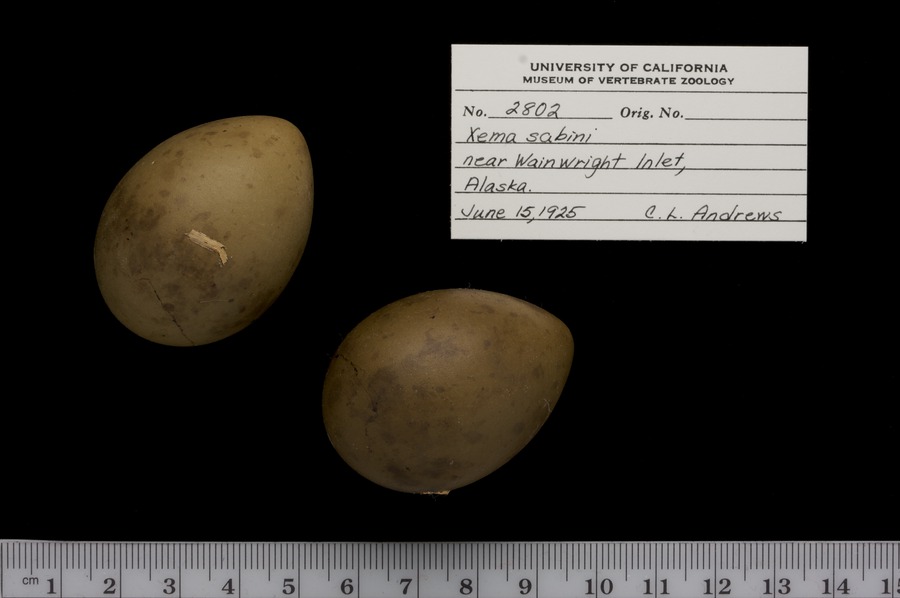 UNIVERSITY OF CALIFORNIA
MUSEUM OF VERTEBRATE ZOOLOGY
No. 2802 Orig. No.
Xema sabini
near Wainwright Inlet,
Alaska.
June 15, 1925 C. L. Andrews
cm 1 2 3 4 5 6 7 8 9 10 11 12 13 14